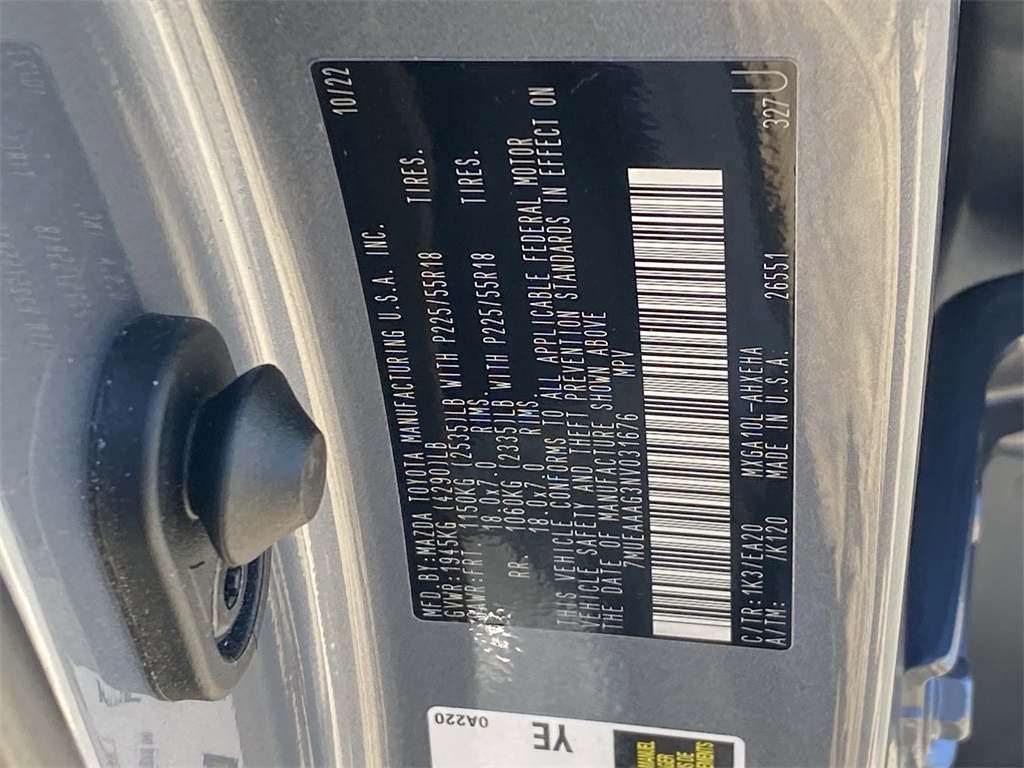 MFD.BY:MAZDA TOYOTA MANUFACTURING U.S.A. INC. 10/22
GVWR:1945KG(4290)LB
GAWR:FRT. 1150KG (2535)LB WITH P225/55R18 TIRES.
18.0x7.0 RIMS.
RR. 1060KG (2335)LB WITH P225/55R18 TIRES.
18.0x7.0 RIMS.
THIS VEHICLE CONFORMS TO ALL APPLICABLE FEDERAL MOTOR
VEHICLE SAFETY AND THEFT PREVENTION STANDARDS IN EFFECT ON
THE DATE OF MANUFACTURE SHOWN ABOVE
7MUEAAAG3NV031676 MPV
C/TR:1K3/EA20 MXGA10L-AHXEHA 26551 327 U
A/TM: /K120 MADE IN U.S.A.
0A220
YE